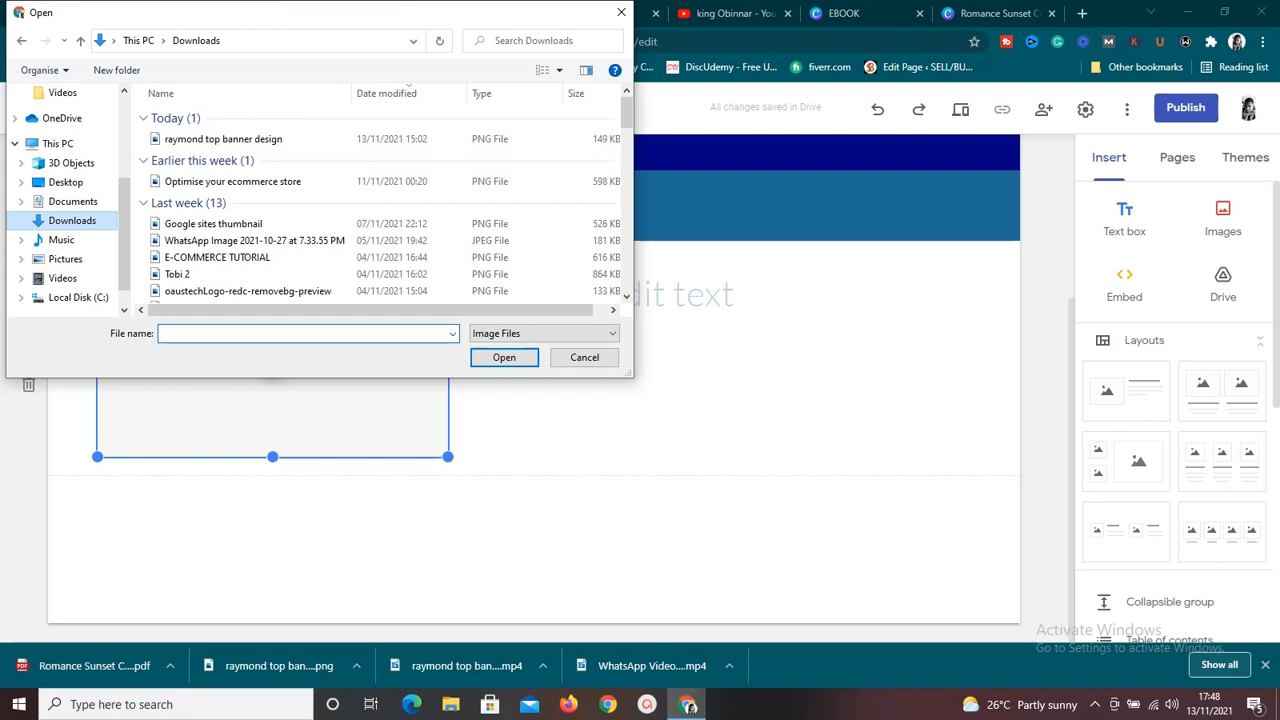 Open
king Obinnar - You
EBOOK
Romance Sunset C
This PC
Downloads
Search Downloads
/edit
Organise
New folder
C...
DiscUdemy - Free U...
fiverr.com
Edit Page ‹ SELL/BU...
Other bookmarks
Reading list
Videos
OneDrive
This PC
3D Objects
Desktop
Documents
Downloads
Music
Pictures
Videos
Local Disk (C:)
Name
Date modified
Type
Size
Today (1)
raymond top banner design
13/11/2021 15:02
PNG File
149 KB
Earlier this week (1)
Optimise your ecommerce store
11/11/2021 00:20
PNG File
598 KB
Last week (13)
Google sites thumbnail
07/11/2021 22:12
PNG File
526 KB
WhatsApp Image 2021-10-27 at 7.33.55 PM
05/11/2021 19:42
JPEG File
181 KB
E-COMMERCE TUTORIAL
04/11/2021 16:44
PNG File
616 KB
Tobi 2
04/11/2021 16:02
PNG File
864 KB
oaustechLogo-redc-removebg-preview
04/11/2021 15:04
PNG File
133 KB
File name:
Image Files
Open
Cancel
All changes saved in Drive
Publish
dit text
Insert
Pages
Themes
Text box
Images
Embed
Drive
Layouts
Collapsible group
Table of contents
Activate Windows
Go to Settings to activate Windows.
Romance Sunset C....pdf
raymond top ban....png
raymond top ban....mp4
WhatsApp Video....mp4
Show all
Type here to search
26°C Partly sunny
17:48
13/11/2021
5